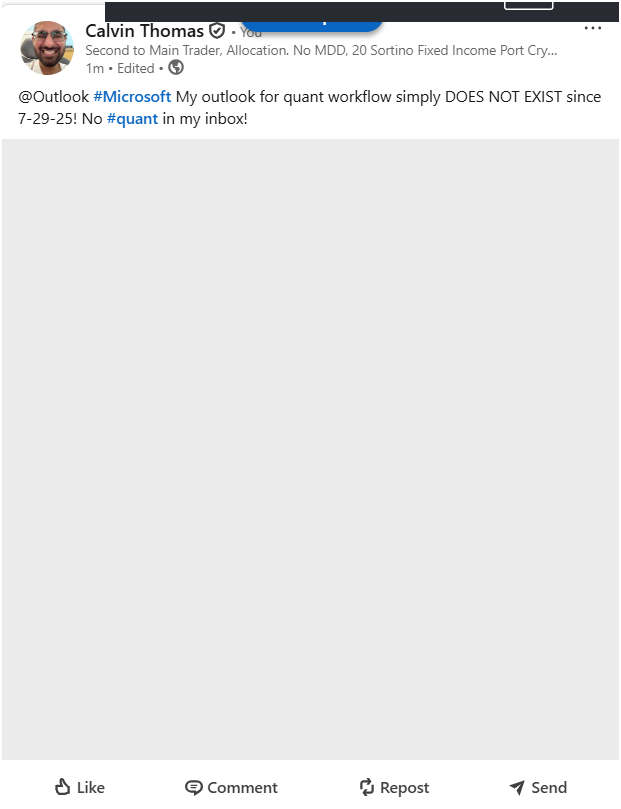 Calvin Thomas • You
Second to Main Trader, Allocation. No MDD, 20 Sortino Fixed Income Port Cry...
1m • Edited •
@Outlook #Microsoft My outlook for quant workflow simply DOES NOT EXIST since
7-29-25! No #quant in my inbox!
Like Comment Repost Send